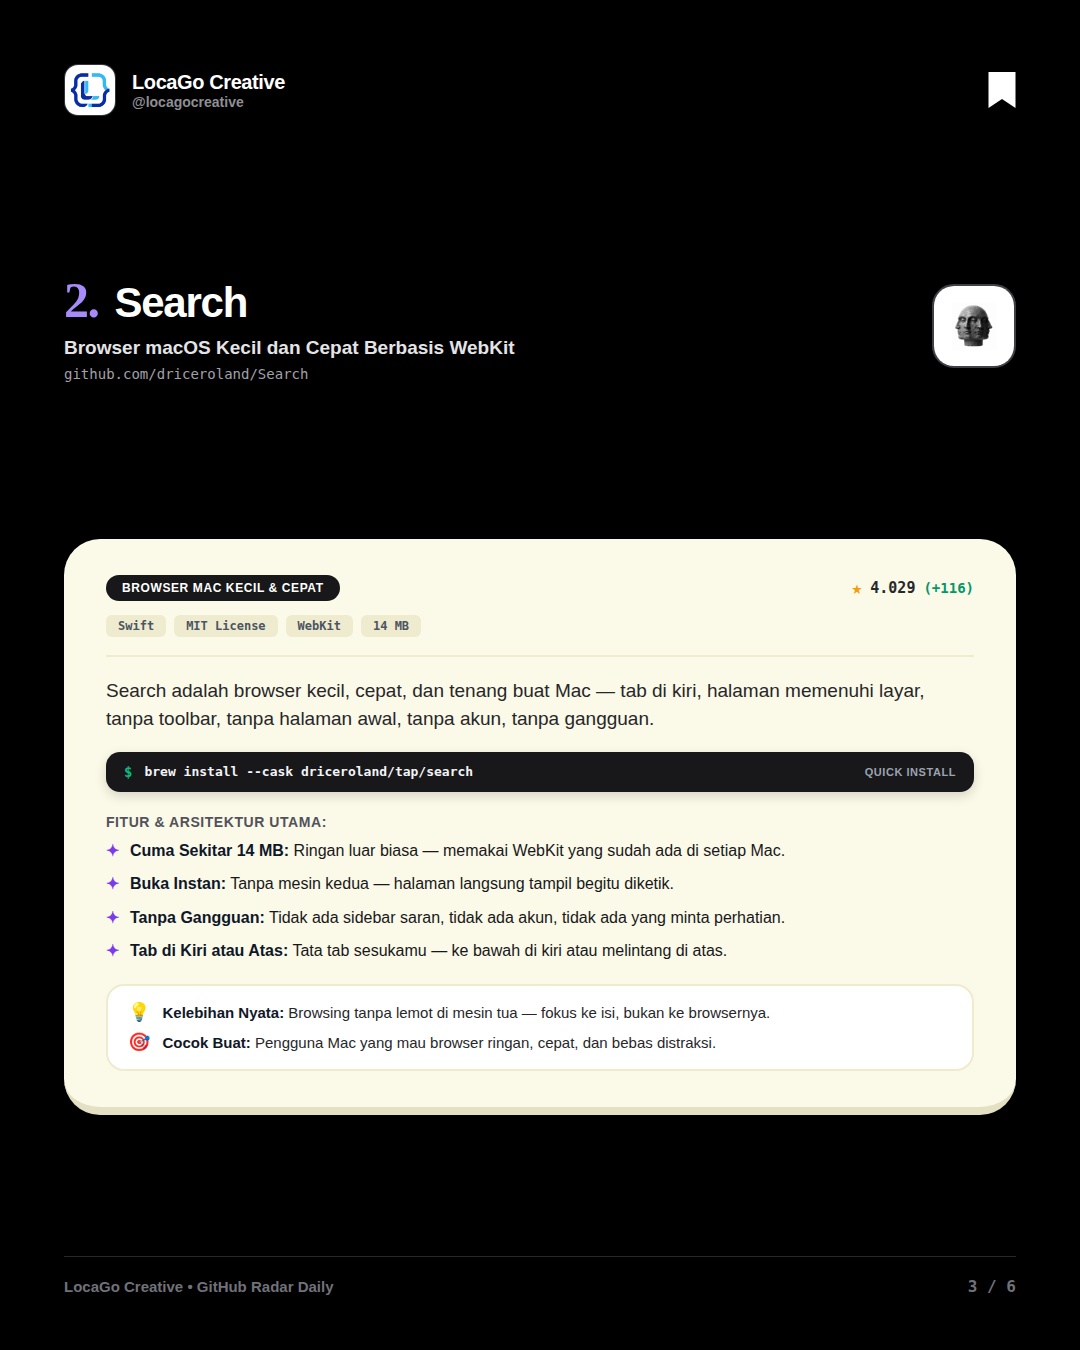 LocaGo Creative
@locagocreative
2. Search
Browser macOS Kecil dan Cepat Berbasis WebKit
github.com/driceroland/Search
BROWSER MAC KECIL & CEPAT
★ 4.029 (+116)
Swift MIT License WebKit 14 MB
Search adalah browser kecil, cepat, dan tenang buat Mac — tab di kiri, halaman memenuhi layar,
tanpa toolbar, tanpa halaman awal, tanpa akun, tanpa gangguan.
$ brew install --cask driceroland/tap/search
QUICK INSTALL
FITUR & ARSITEKTUR UTAMA:
✦ Cuma Sekitar 14 MB: Ringan luar biasa — memakai WebKit yang sudah ada di setiap Mac.
✦ Buka Instan: Tanpa mesin kedua — halaman langsung tampil begitu diketik.
✦ Tanpa Gangguan: Tidak ada sidebar saran, tidak ada akun, tidak ada yang minta perhatian.
✦ Tab di Kiri atau Atas: Tata tab sesukamu — ke bawah di kiri atau melintang di atas.
💡 Kelebihan Nyata: Browsing tanpa lemot di mesin tua — fokus ke isi, bukan ke browsernya.
🎯 Cocok Buat: Pengguna Mac yang mau browser ringan, cepat, dan bebas distraksi.
LocaGo Creative • GitHub Radar Daily
3 / 6